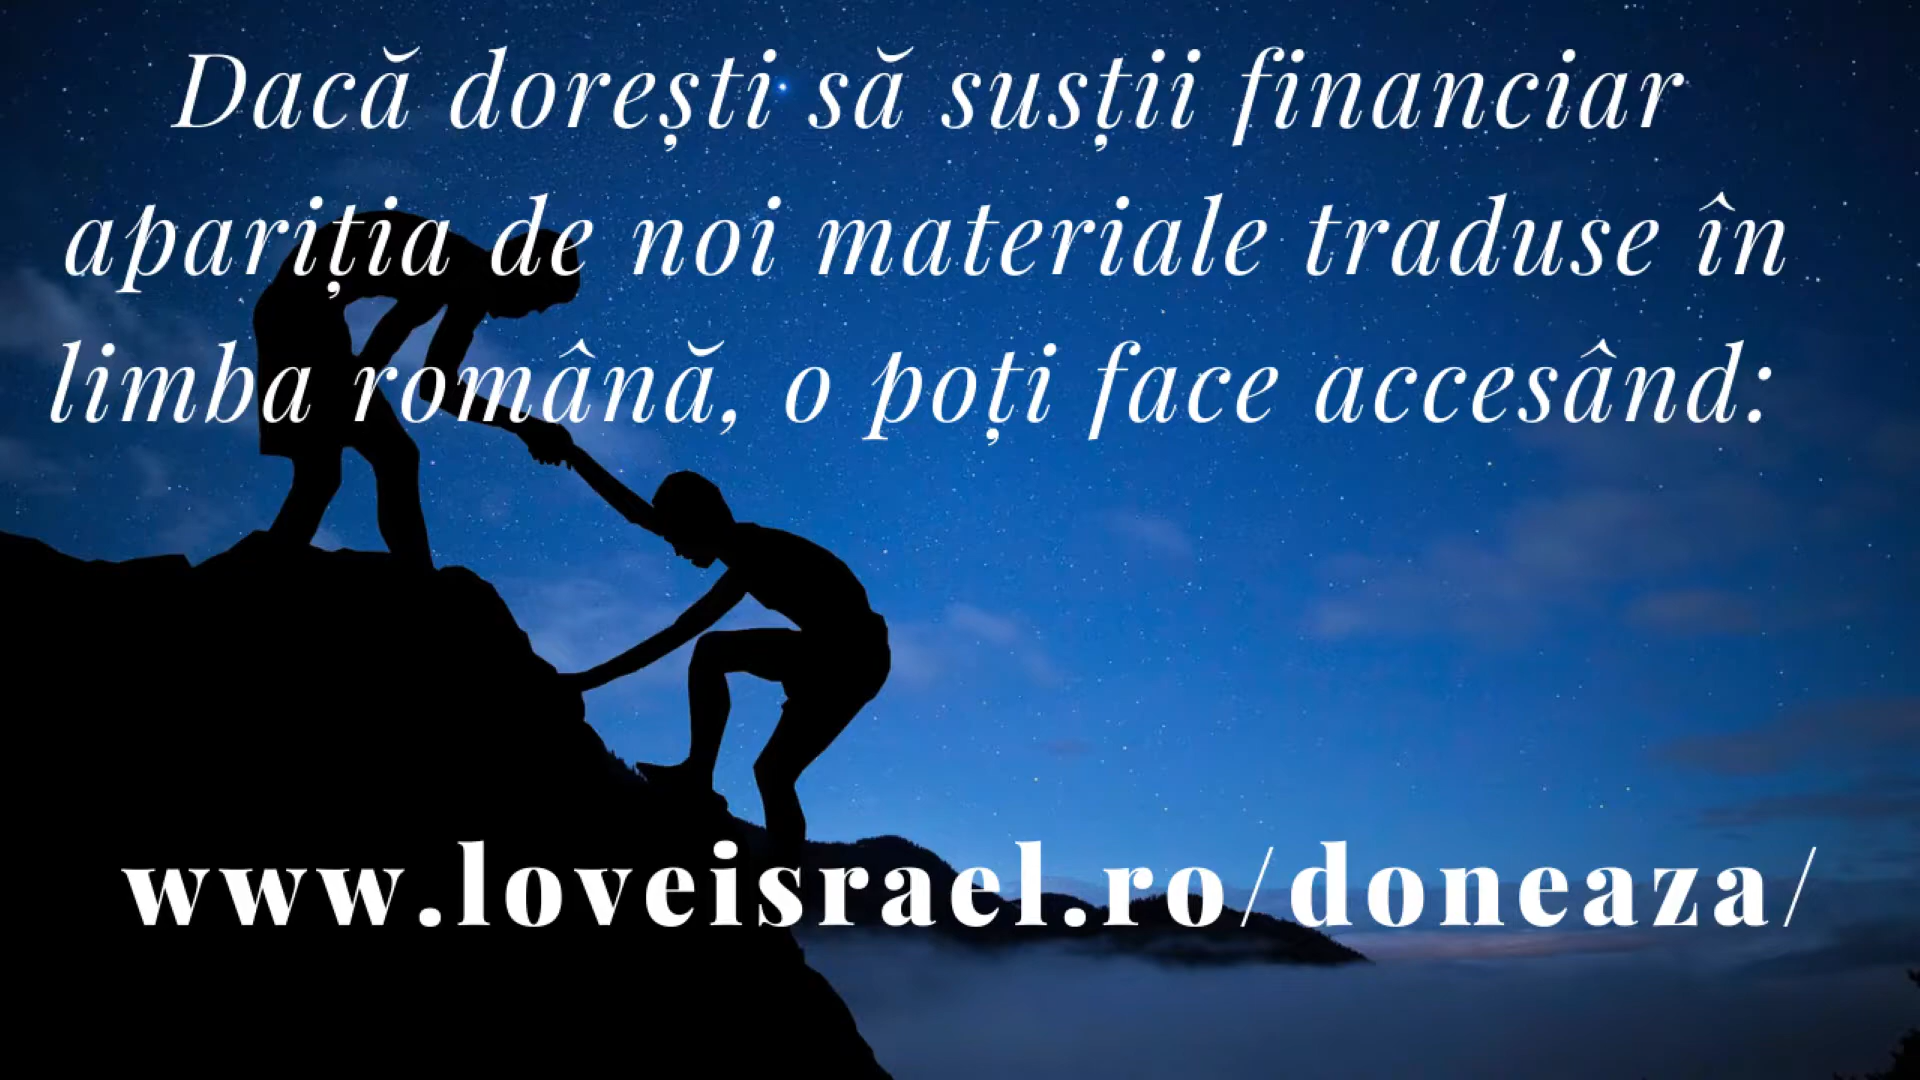 Dacă dorești să susții financiar
apariția de noi materiale traduse în
limba română, o poți face accesând:
www.loveisrael.ro/doneaza/